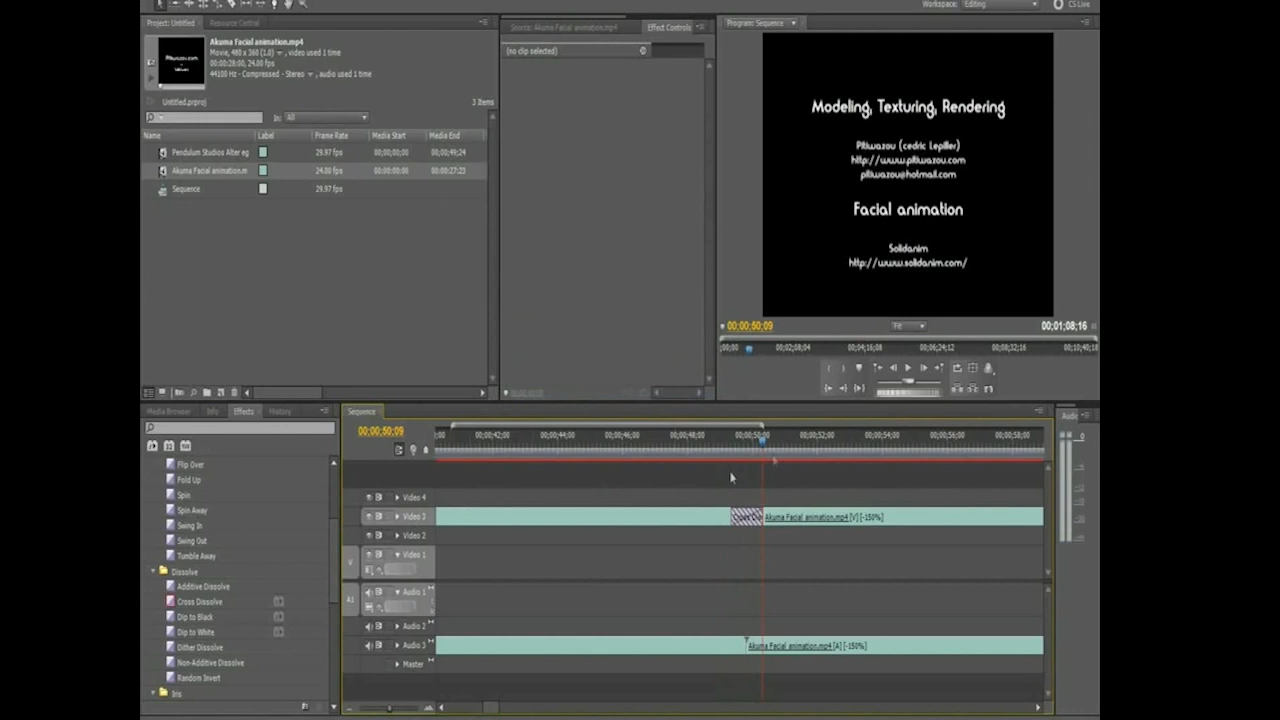 Workspace: Editing
CS Live
Project: Untitled
Resource Central
Source: Akuma Facial animation.mp4
Effect Controls
Program: Sequence
Akuma Facial animation.mp4
Movie, 480 x 360 (1.0) , video used 1 time
00:00:28:00, 24.00 fps
44100 Hz - Compressed - Stereo , audio used 1 time
(no clip selected)
Untitled.prproj
3 Items
In: All
Name Label Frame Rate Media Start Media End
Pendulum Studios Alter eg 29.97 fps 00;00;00;00 00;00;49;24
Akuma Facial animation.m 24.00 fps 00:00:00:00 00:00:27:23
Sequence 29.97 fps
Modeling, Texturing, Rendering
Pitiwazou (cedric Lepiller)
http://www.pitiwazou.com
pitiwazou@hotmail.com
Facial animation
Solidanim
http://www.solidanim.com/
00;00;50;09
Fit
00;01;08;16
;00;00 00;02;08;04 00;04;16;08 00;06;24;12 00;08;32;16 00;10;40;18
Media Browser Info Effects History
Sequence
Audio
00;00;50;09
;00 00;00;42;00 00;00;44;00 00;00;46;00 00;00;48;00 00;00;50;00 00;00;52;00 00;00;54;00 00;00;56;00 00;00;58;00
0
Flip Over
Fold Up
Spin
Spin Away
Swing In
Swing Out
Tumble Away
Dissolve
Additive Dissolve
Cross Dissolve
Dip to Black
Dip to White
Dither Dissolve
Non-Additive Dissolve
Random Invert
Iris
Video 4
Video 3
Akuma Facial animation.mp4 [V] [-150%]
Video 2
V
Video 1
A1
Audio 1
Audio 2
Audio 3
Akuma Facial animation.mp4 [A] [-150%]
Master